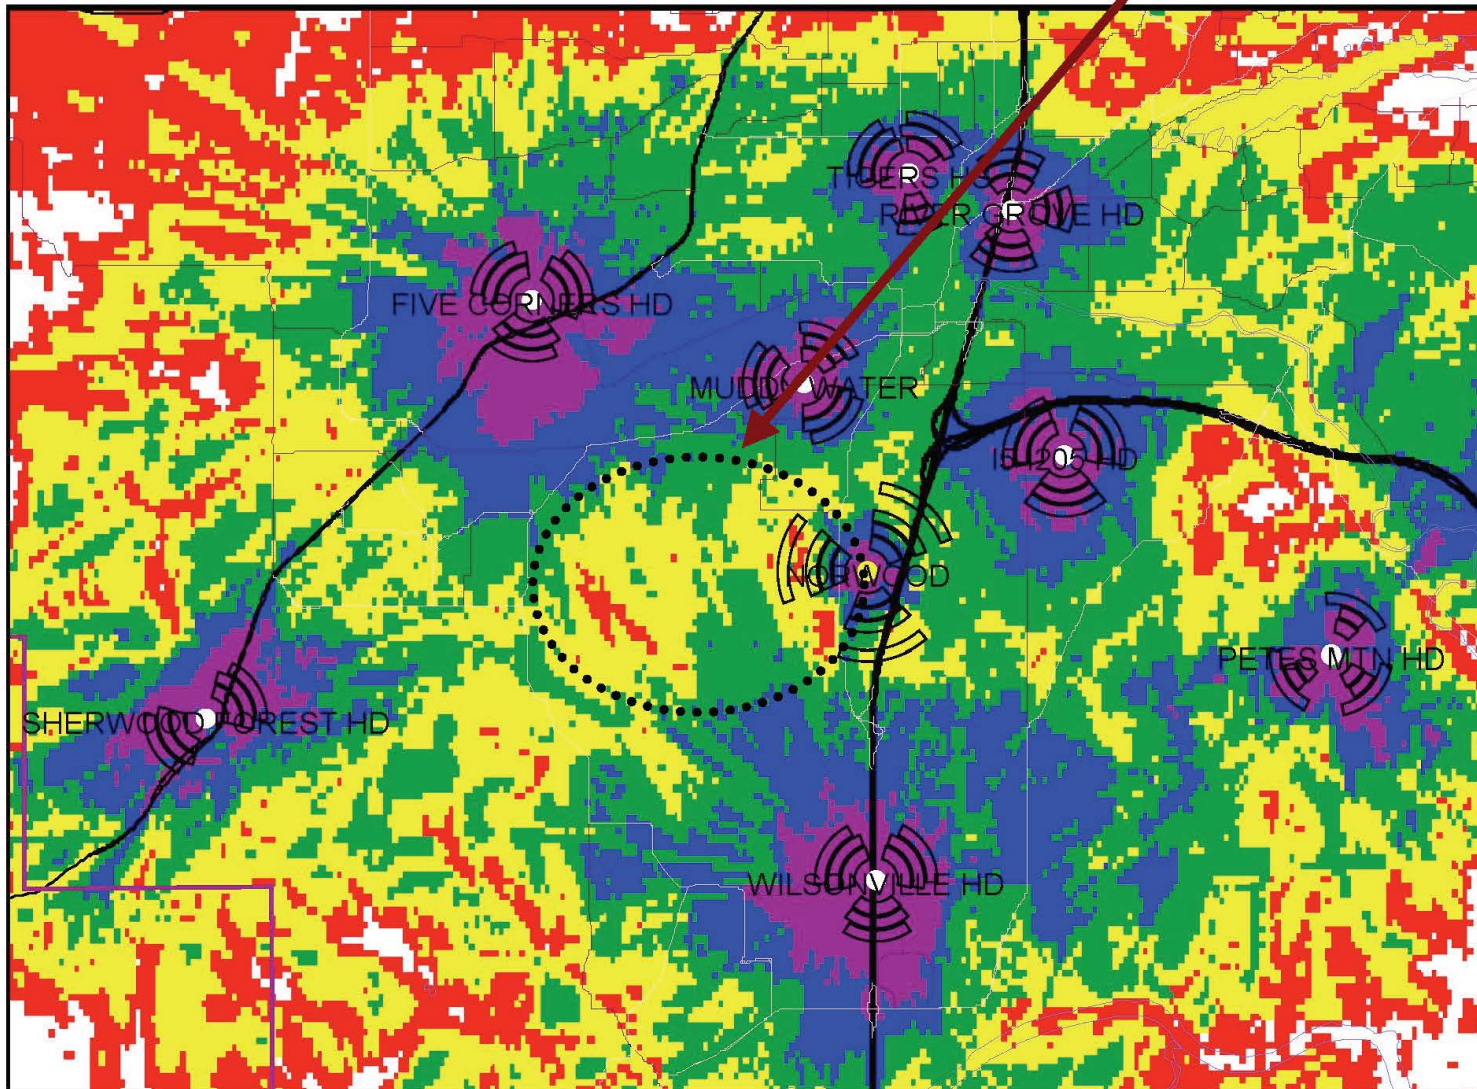 TIGERS HS
RIVER GROVE HD
FIVE CORNERS HD
MUDDY WATER
I5 I205 HD
NORWOOD
PETES MTN HD
SHERWOOD FOREST HD
WILSONVILLE HD